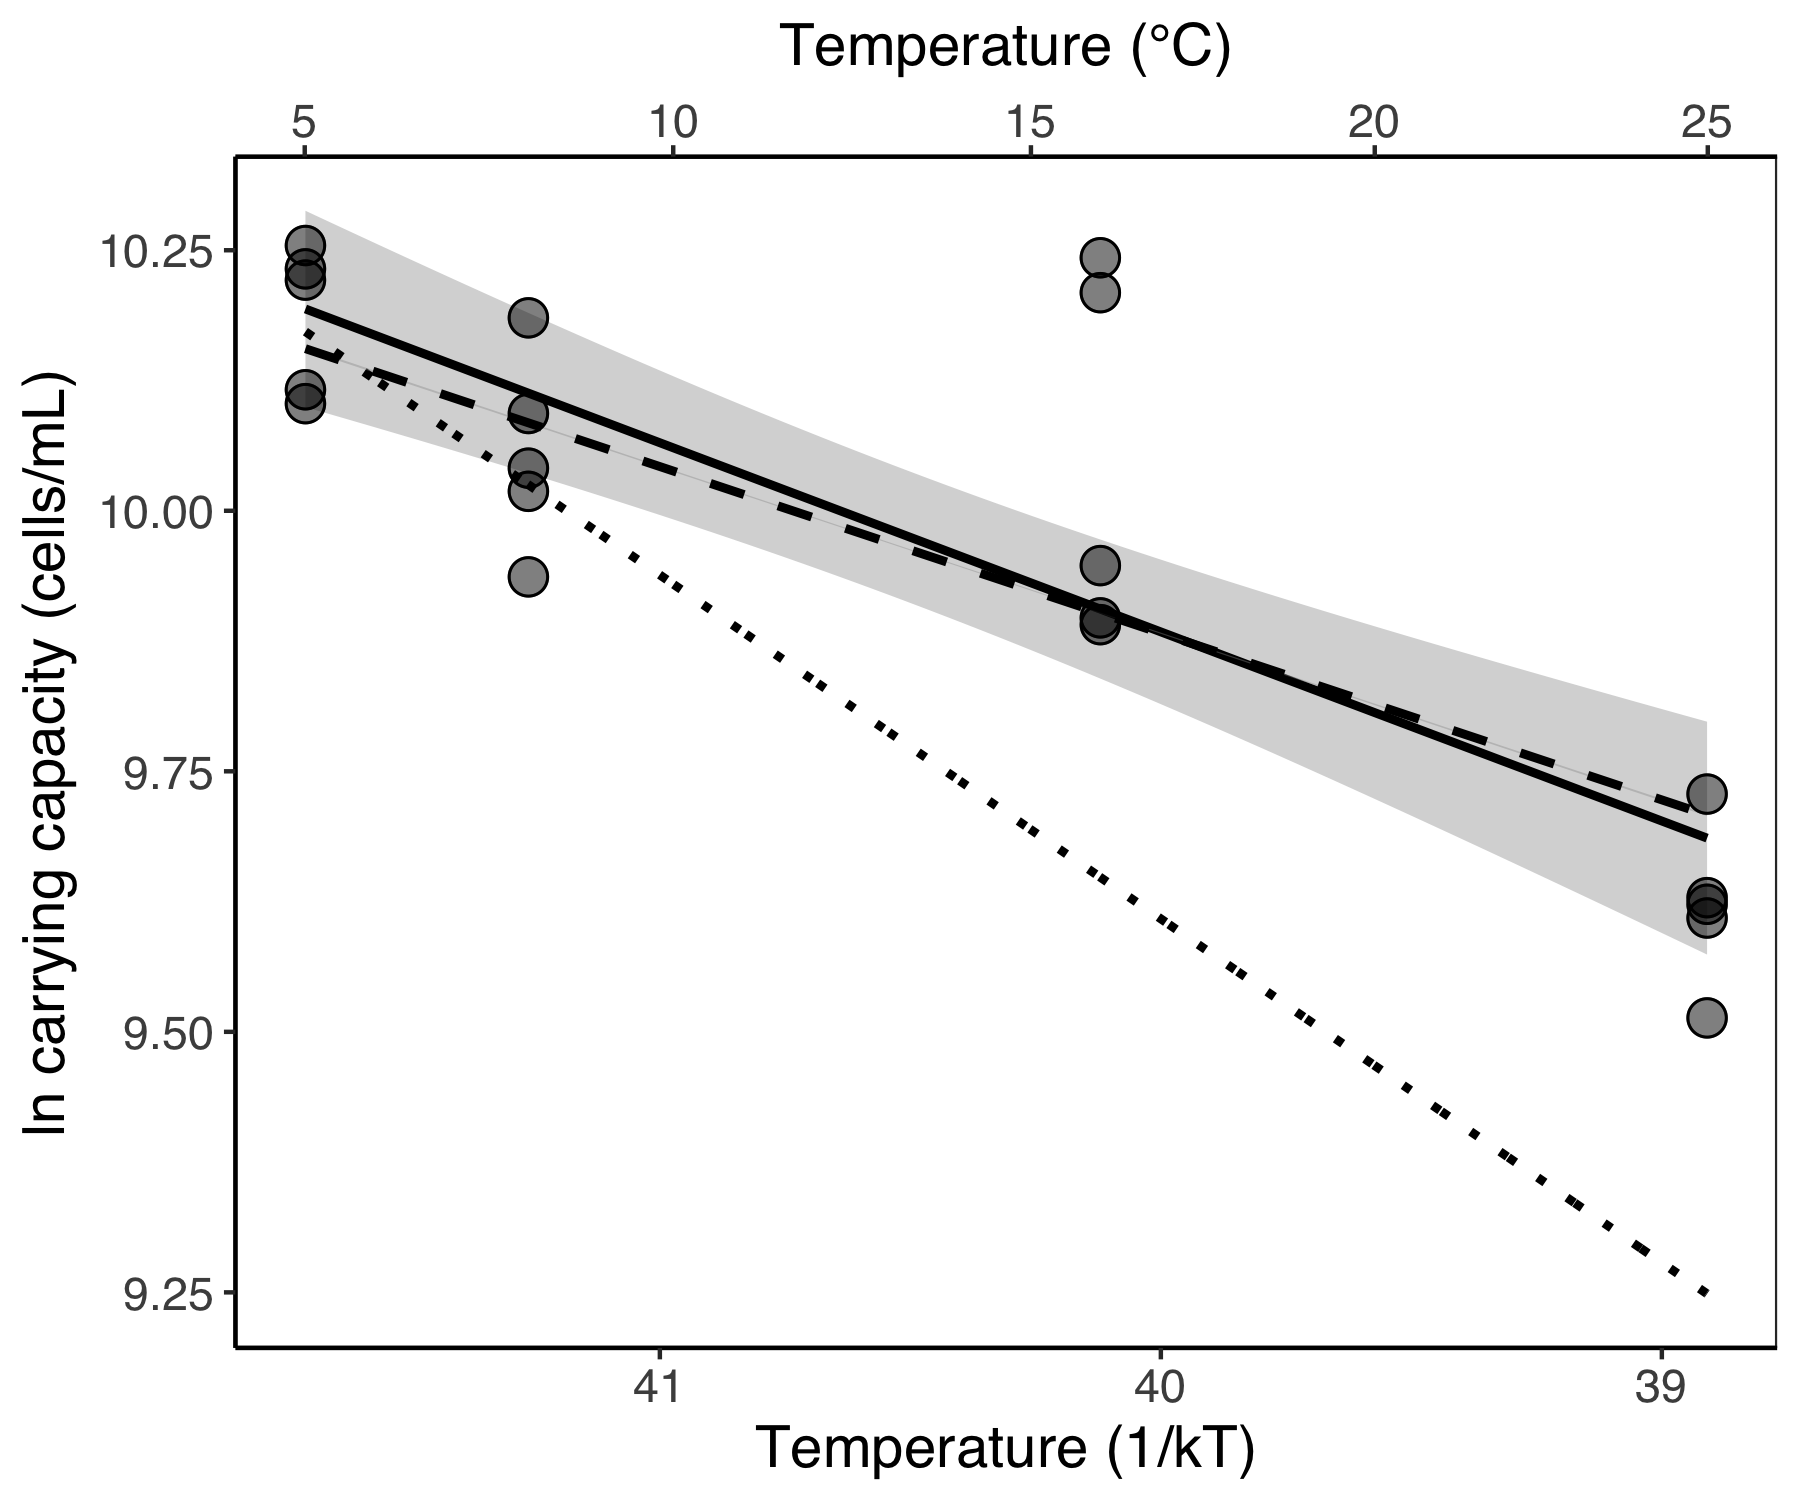 Temperature (°C)
5 10 15 20 25
ln carrying capacity (cells/mL)
10.25
10.00
9.75
9.50
9.25
41 40 39
Temperature (1/kT)